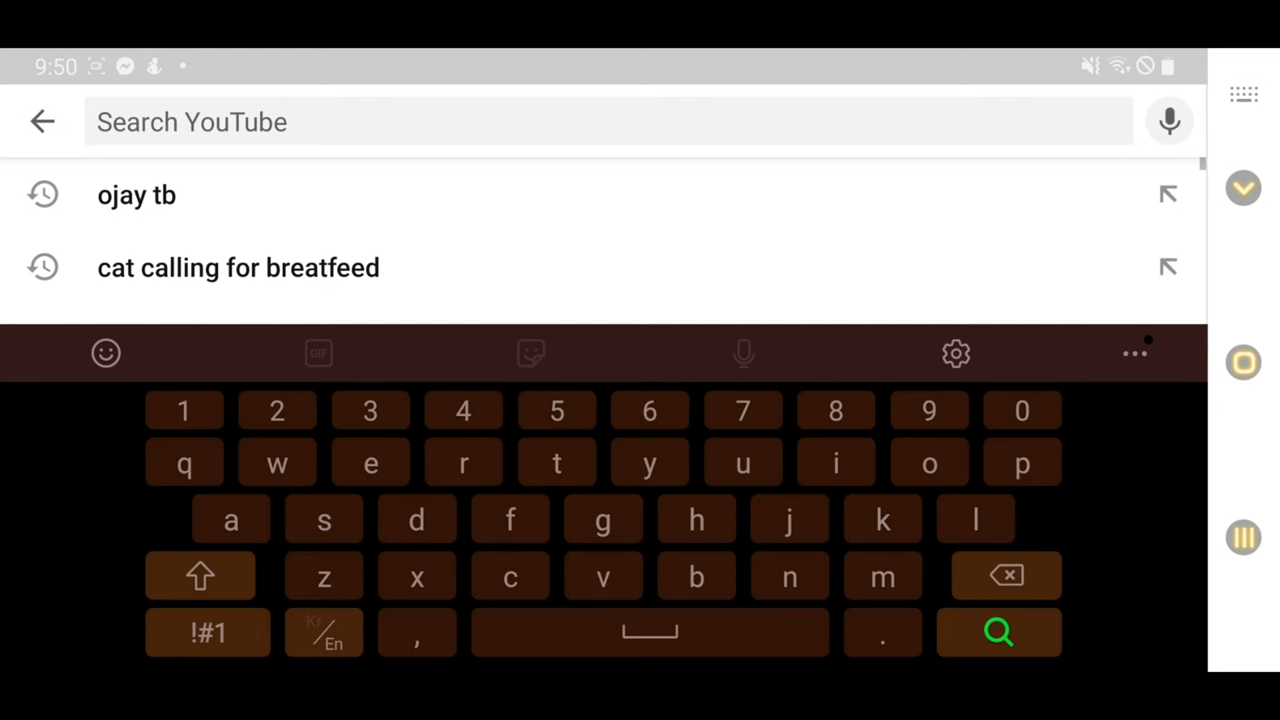 9:50
Search YouTube
ojay tb
cat calling for breatfeed
GIF
1 2 3 4 5 6 7 8 9 0
q w e r t y u i o p
a s d f g h j k l
z x c v b n m
!#1 Kr/En , .